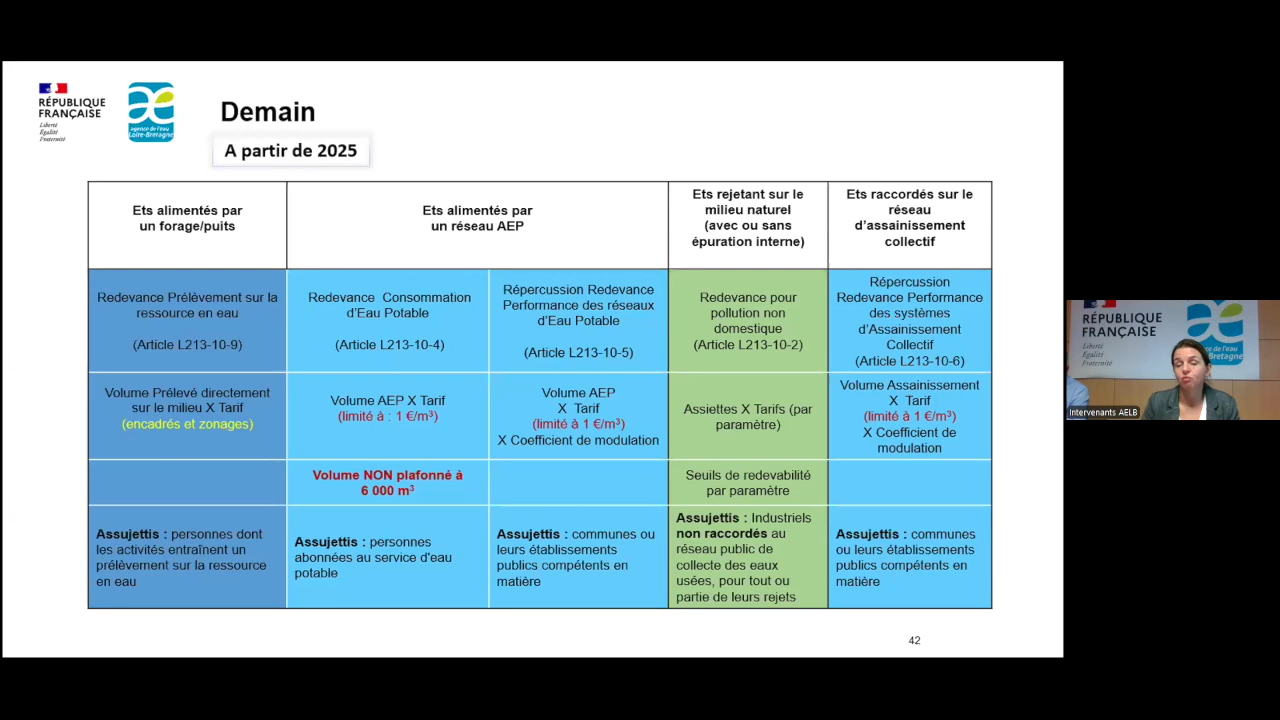 RÉPUBLIQUE
FRANÇAISE
Liberté
Égalité
Fraternité
agence de l'eau
Loire-Bretagne
Demain
A partir de 2025
Ets alimentés par
un forage/puits
Ets alimentés par
un réseau AEP
Ets rejetant sur le
milieu naturel
(avec ou sans
épuration interne)
Ets raccordés sur le
réseau
d'assainissement
collectif
Redevance Prélèvement sur la
ressource en eau
(Article L213-10-9)
Redevance Consommation
d'Eau Potable
(Article L213-10-4)
Répercussion Redevance
Performance des réseaux
d'Eau Potable
(Article L213-10-5)
Redevance pour
pollution non
domestique
(Article L213-10-2)
Répercussion
Redevance Performance
des systèmes
d'Assainissement
Collectif
(Article L213-10-6)
Volume Prélevé directement
sur le milieu X Tarif
(encadrés et zonages)
Volume AEP X Tarif
(limité à : 1 €/m³)
Volume AEP
X Tarif
(limité à 1 €/m³)
X Coefficient de modulation
Assiettes X Tarifs (par
paramètre)
Volume Assainissement
X Tarif
(limité à 1 €/m³)
X Coefficient de
modulation
Volume NON plafonné à
6 000 m³
Seuils de redevabilité
par paramètre
Assujettis : personnes dont
les activités entraînent un
prélèvement sur la ressource
en eau
Assujettis : personnes
abonnées au service d'eau
potable
Assujettis : communes ou
leurs établissements
publics compétents en
matière
Assujettis : Industriels
non raccordés au
réseau public de
collecte des eaux
usées, pour tout ou
partie de leurs rejets
Assujettis : communes
ou leurs établissements
publics compétents en
matière
42
RÉPUBLIQUE
FRANÇAISE
Liberté
Égalité
Fraternité
Intervenants AELB